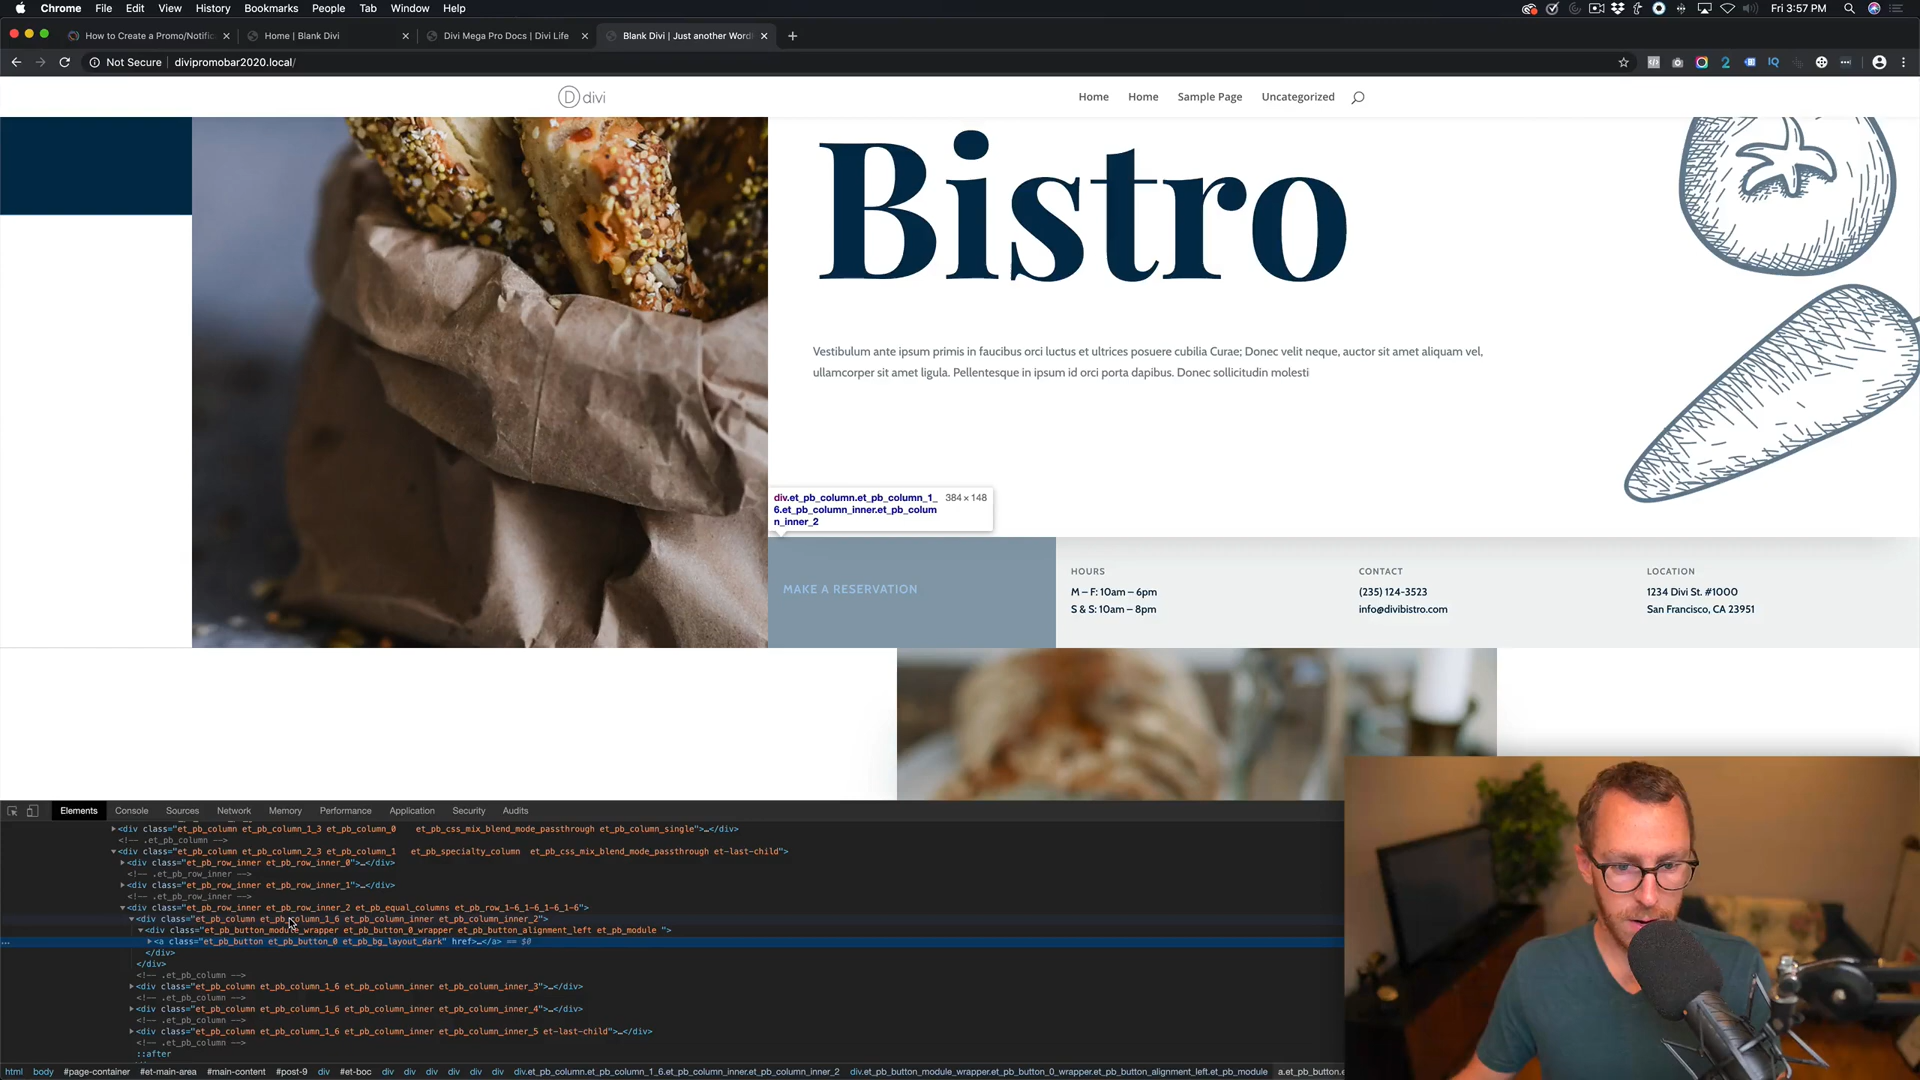 Chrome File Edit View History Bookmarks People Tab Window Help
Fri 3:57 PM
How to Create a Promo/Notific
Home | Blank Divi
Divi Mega Pro Docs | Divi Life
Blank Divi | Just another Word
Not Secure divipromobar2020.local/
D divi
Home Home Sample Page Uncategorized
Bistro
Vestibulum ante ipsum primis in faucibus orci luctus et ultrices posuere cubilia Curae; Donec velit neque, auctor sit amet aliquam vel,
ullamcorper sit amet ligula. Pellentesque in ipsum id orci porta dapibus. Donec sollicitudin molesti
div.et_pb_column.et_pb_column_1_ 384 × 148
6.et_pb_column_inner.et_pb_colum
n_inner_2
MAKE A RESERVATION
HOURS
M – F: 10am – 6pm
S & S: 10am – 8pm
CONTACT
(235) 124-3523
info@divibistro.com
LOCATION
1234 Divi St. #1000
San Francisco, CA 23951
Elements Console Sources Network Memory Performance Application Security Audits
<div class="et_pb_column et_pb_column_1_3 et_pb_column_0 et_pb_css_mix_blend_mode_passthrough et_pb_column_single">…</div>
<!-- .et_pb_column -->
<div class="et_pb_column et_pb_column_2_3 et_pb_column_1 et_pb_specialty_column et_pb_css_mix_blend_mode_passthrough et-last-child">
<div class="et_pb_row_inner et_pb_row_inner_0">…</div>
<!-- .et_pb_row_inner -->
<div class="et_pb_row_inner et_pb_row_inner_1">…</div>
<!-- .et_pb_row_inner -->
<div class="et_pb_row_inner et_pb_row_inner_2 et_pb_equal_columns et_pb_row_1-6_1-6_1-6_1-6">
<div class="et_pb_column et_pb_column_1_6 et_pb_column_inner et_pb_column_inner_2">
<div class="et_pb_button_module_wrapper et_pb_button_0_wrapper et_pb_button_alignment_left et_pb_module ">
… <a class="et_pb_button et_pb_button_0 et_pb_bg_layout_dark" href>…</a> == $0
</div>
</div>
<!-- .et_pb_column -->
<div class="et_pb_column et_pb_column_1_6 et_pb_column_inner et_pb_column_inner_3">…</div>
<!-- .et_pb_column -->
<div class="et_pb_column et_pb_column_1_6 et_pb_column_inner et_pb_column_inner_4">…</div>
<!-- .et_pb_column -->
<div class="et_pb_column et_pb_column_1_6 et_pb_column_inner et_pb_column_inner_5 et-last-child">…</div>
<!-- .et_pb_column -->
::after
html body #page-container #et-main-area #main-content #post-9 div #et-boc div div div div div div div.et_pb_column.et_pb_column_1_6.et_pb_column_inner.et_pb_column_inner_2 div.et_pb_button_module_wrapper.et_pb_button_0_wrapper.et_pb_button_alignment_left.et_pb_module a.et_pb_button.e